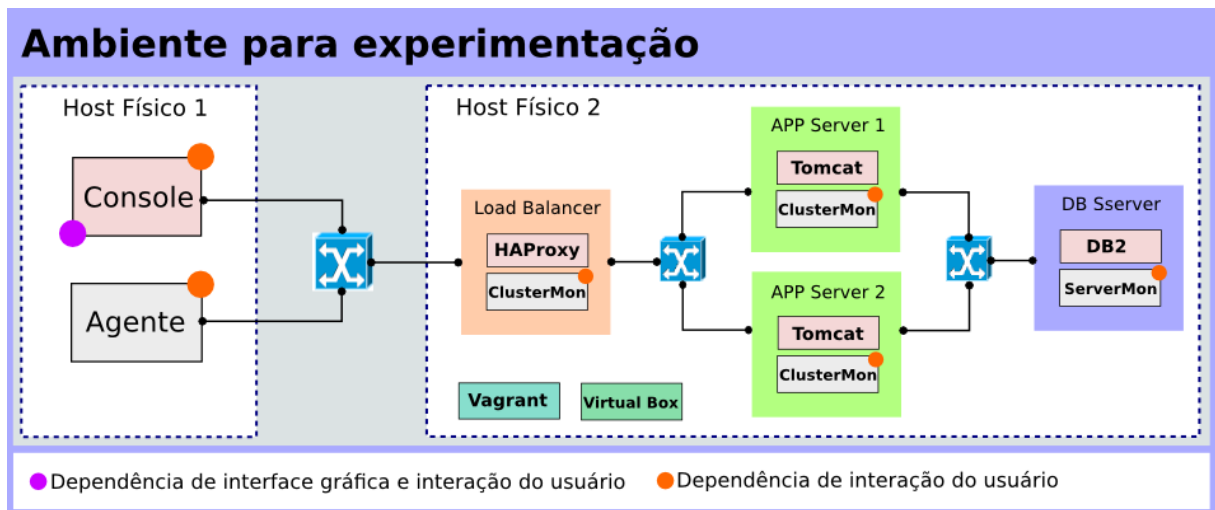 Ambiente para experimentação
Host Físico 1
Console
Agente
Host Físico 2
Load Balancer
HAProxy
ClusterMon
APP Server 1
Tomcat
ClusterMon
APP Server 2
Tomcat
ClusterMon
DB Sserver
DB2
ServerMon
Vagrant
Virtual Box
Dependência de interface gráfica e interação do usuário
Dependência de interação do usuário